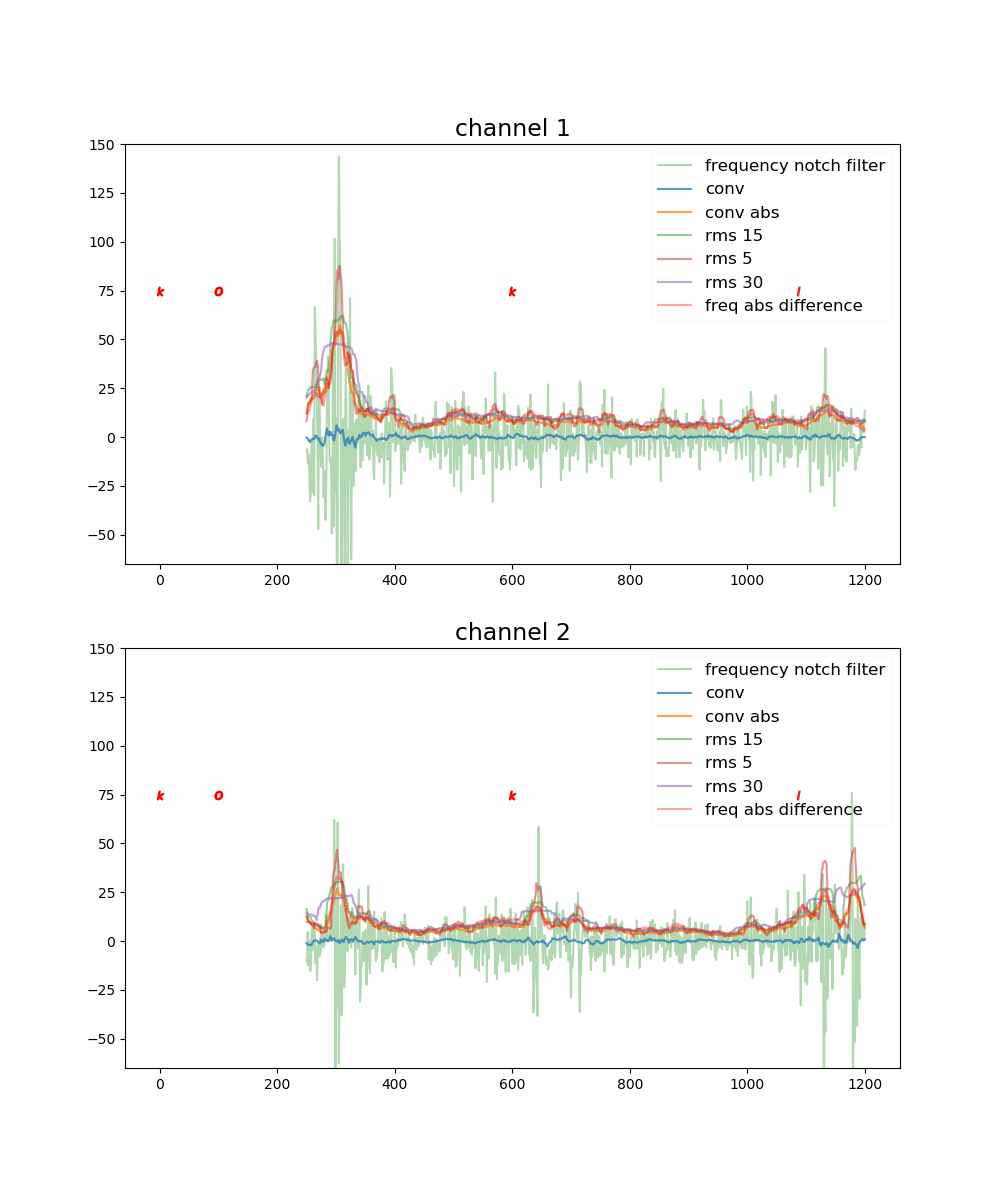 channel 1
150
125
100
75
50
25
0
−25
−50
frequency notch filter
conv
conv abs
rms 15
rms 5
rms 30
freq abs difference
k O k l
0 200 400 600 800 1000 1200
channel 2
150
125
100
75
50
25
0
−25
−50
frequency notch filter
conv
conv abs
rms 15
rms 5
rms 30
freq abs difference
k O k l
0 200 400 600 800 1000 1200